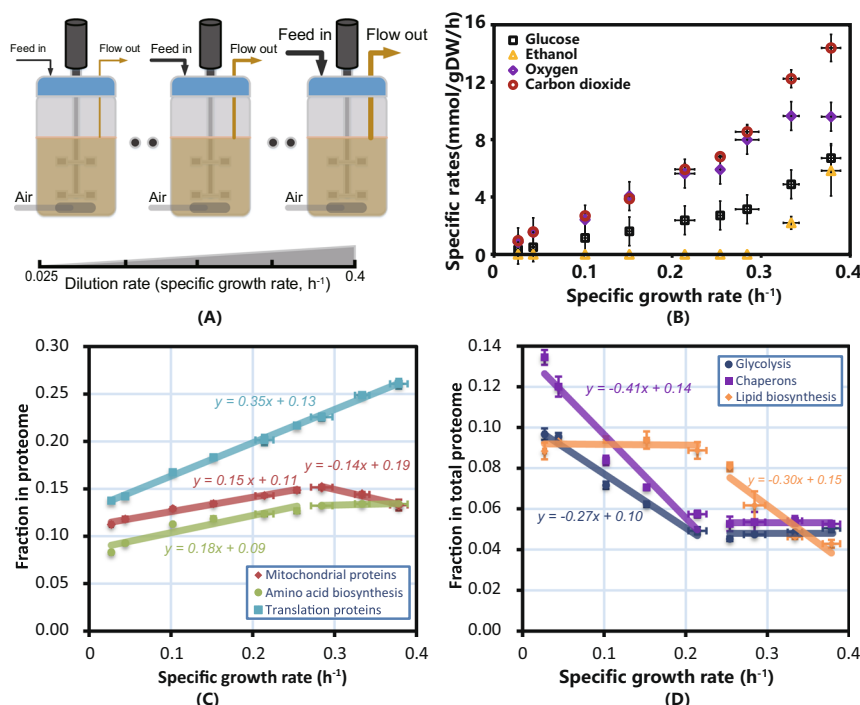 Feed in
Flow out
Feed in
Flow out
Feed in
Flow out
Air
Air
Air
0.025
0.4
Dilution rate (specific growth rate, h⁻¹)
(A)
(B)
Specific rates(mmol/gDW/h)
16
12
8
4
0
Glucose
Ethanol
Oxygen
Carbon dioxide
0
0.1
0.2
0.3
0.4
Specific growth rate (h⁻¹)
(B)
Fraction in proteome
0.30
0.25
0.20
0.15
0.10
0.05
0.00
y = 0.35x + 0.13
y = 0.15 x + 0.11
y = -0.14x + 0.19
y = 0.18x + 0.09
Mitochondrial proteins
Amino acid biosynthesis
Translation proteins
0
0.1
0.2
0.3
0.4
Specific growth rate (h⁻¹)
(C)
Fraction in total proteome
0.14
0.12
0.10
0.08
0.06
0.04
0.02
0.00
Glycolysis
Chaperons
Lipid biosynthesis
y = -0.41x + 0.14
y = -0.30x + 0.15
y = -0.27x + 0.10
0
0.1
0.2
0.3
0.4
Specific growth rate (h⁻¹)
(D)